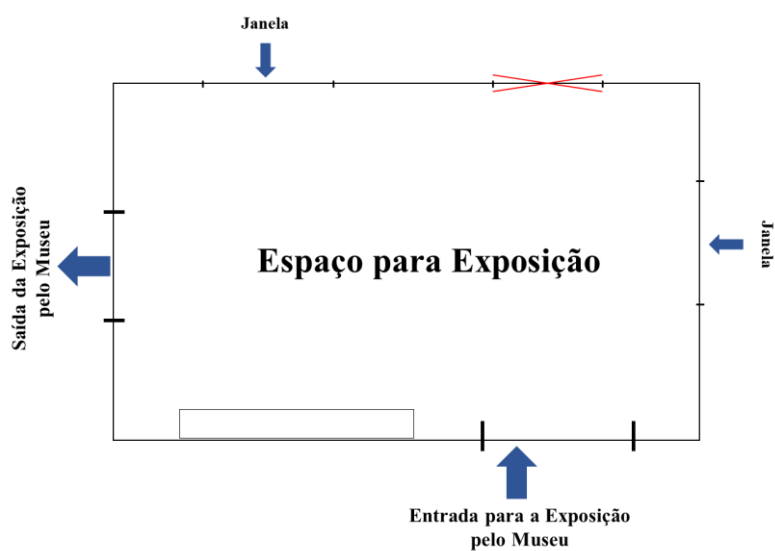 Janela
Saída da Exposição
pelo Museu
Espaço para Exposição
Janela
Entrada para a Exposição
pelo Museu